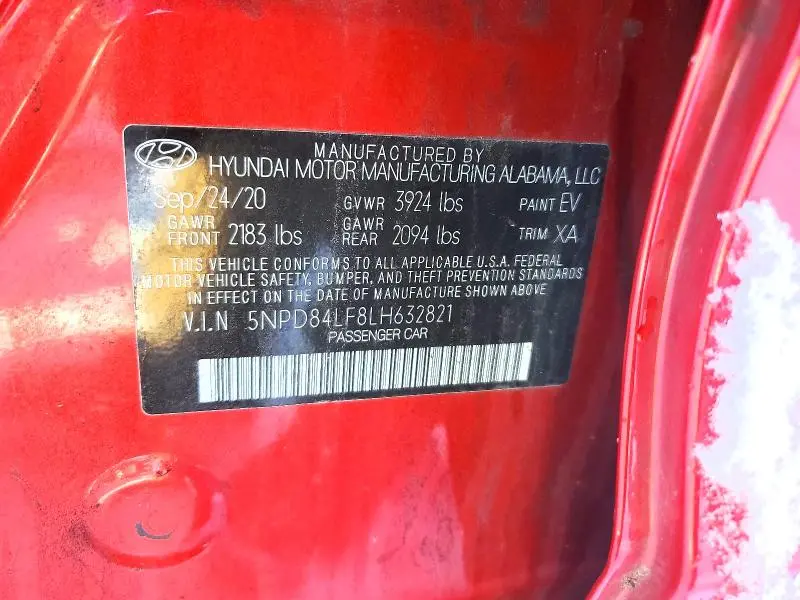 MANUFACTURED BY
HYUNDAI MOTOR MANUFACTURING ALABAMA, LLC
Sep/24/20 GVWR 3924 lbs PAINT EV
GAWR FRONT 2183 lbs GAWR REAR 2094 lbs TRIM XA
THIS VEHICLE CONFORMS TO ALL APPLICABLE U.S.A. FEDERAL
MOTOR VEHICLE SAFETY, BUMPER, AND THEFT PREVENTION STANDARDS
IN EFFECT ON THE DATE OF MANUFACTURE SHOWN ABOVE
V.I.N 5NPD84LF8LH632821
PASSENGER CAR